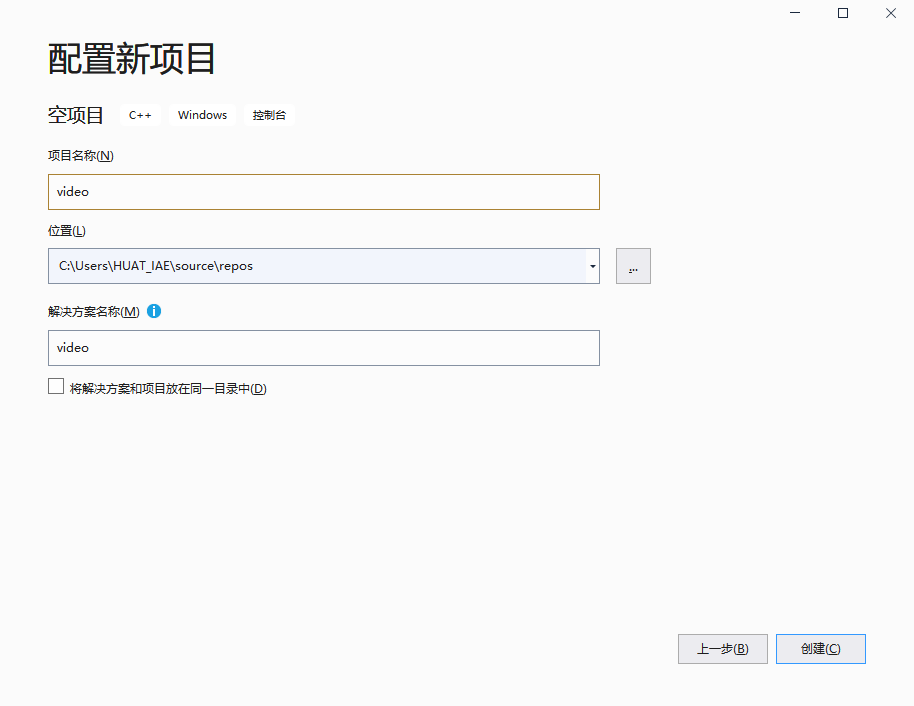 配置新项目
空项目 C++ Windows 控制台
项目名称(N)
video
位置(L)
C:\Users\HUAT_IAE\source\repos
...
解决方案名称(M)
video
将解决方案和项目放在同一目录中(D)
上一步(B) 创建(C)